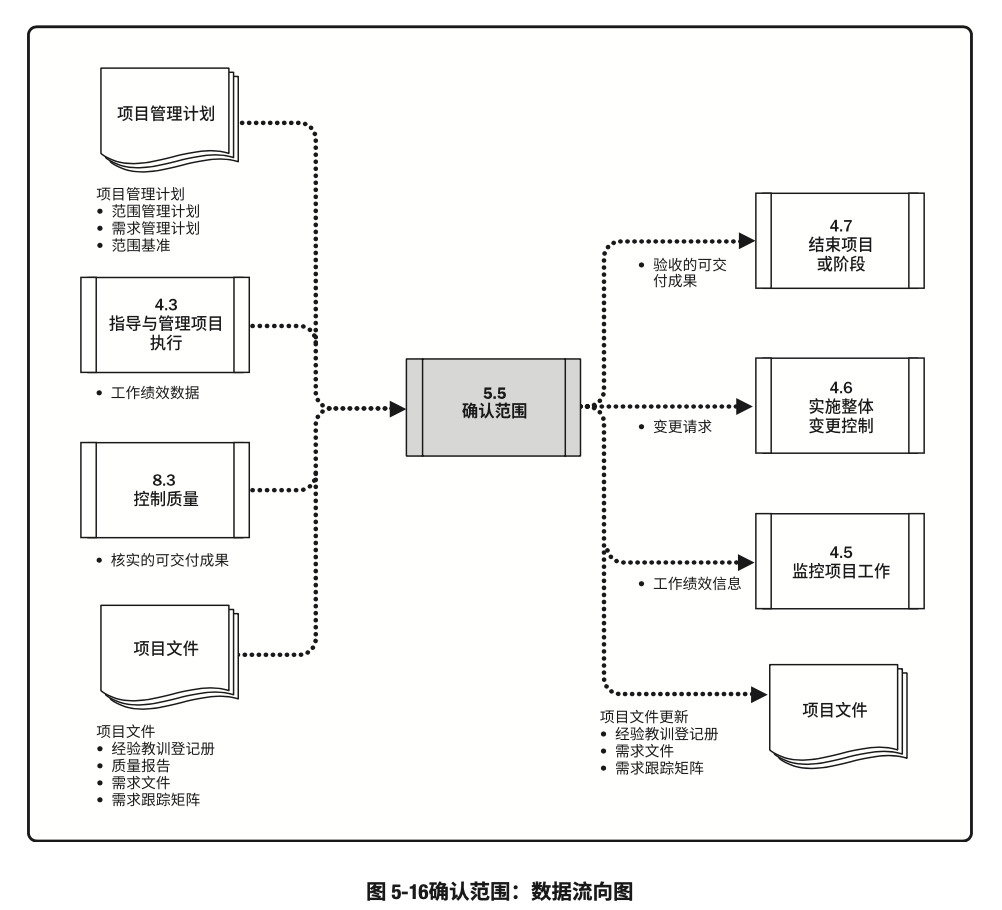 项目管理计划
项目管理计划
• 范围管理计划
• 需求管理计划
• 范围基准
4.3
指导与管理项目
执行
• 工作绩效数据
8.3
控制质量
• 核实的可交付成果
项目文件
项目文件
• 经验教训登记册
• 质量报告
• 需求文件
• 需求跟踪矩阵
5.5
确认范围
4.7
结束项目
或阶段
• 验收的可交
付成果
4.6
实施整体
变更控制
• 变更请求
4.5
监控项目工作
• 工作绩效信息
项目文件
项目文件更新
• 经验教训登记册
• 需求文件
• 需求跟踪矩阵
图 5-16确认范围：数据流向图